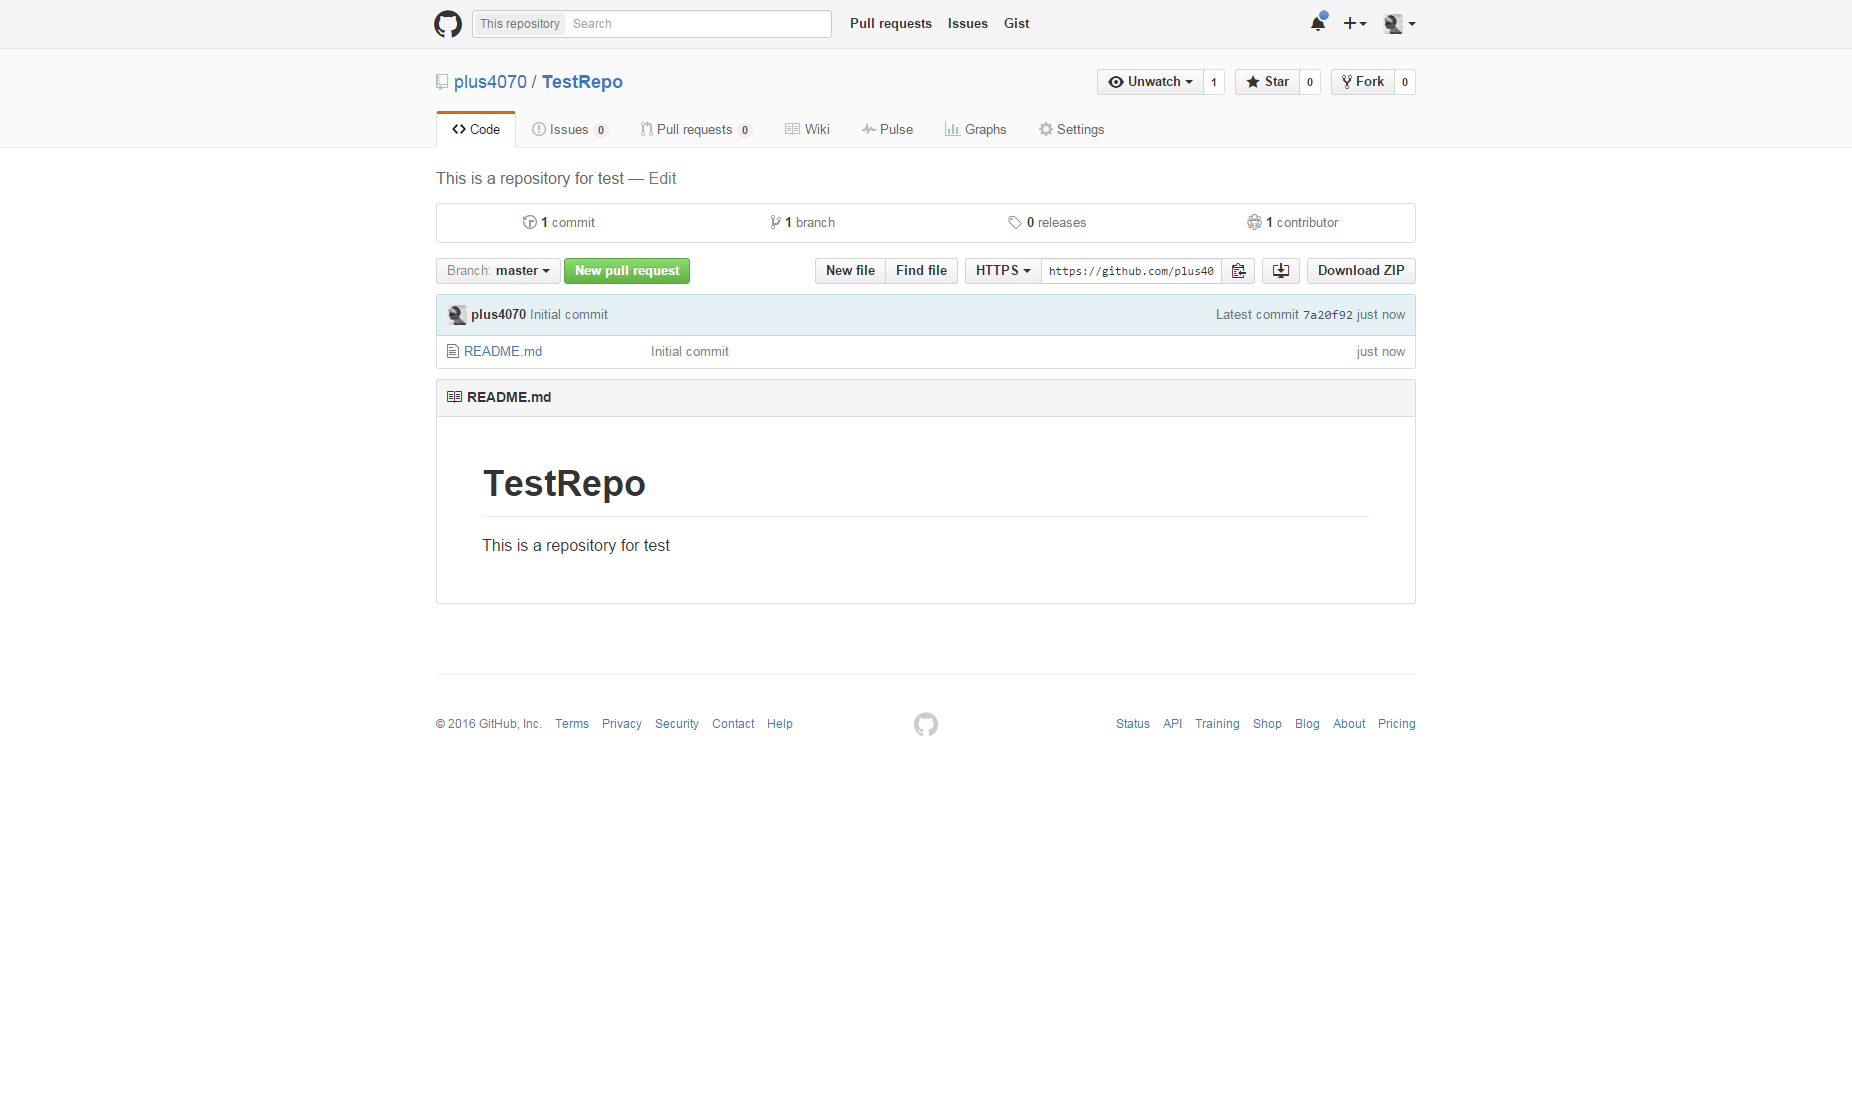 This repository Search Pull requests Issues Gist
plus4070 / TestRepo Unwatch 1 Star 0 Fork 0
Code Issues 0 Pull requests 0 Wiki Pulse Graphs Settings
This is a repository for test — Edit
1 commit 1 branch 0 releases 1 contributor
Branch: master New pull request New file Find file HTTPS https://github.com/plus40 Download ZIP
plus4070 Initial commit Latest commit 7a20f92 just now
README.md Initial commit just now
README.md
TestRepo
This is a repository for test
© 2016 GitHub, Inc. Terms Privacy Security Contact Help Status API Training Shop Blog About Pricing